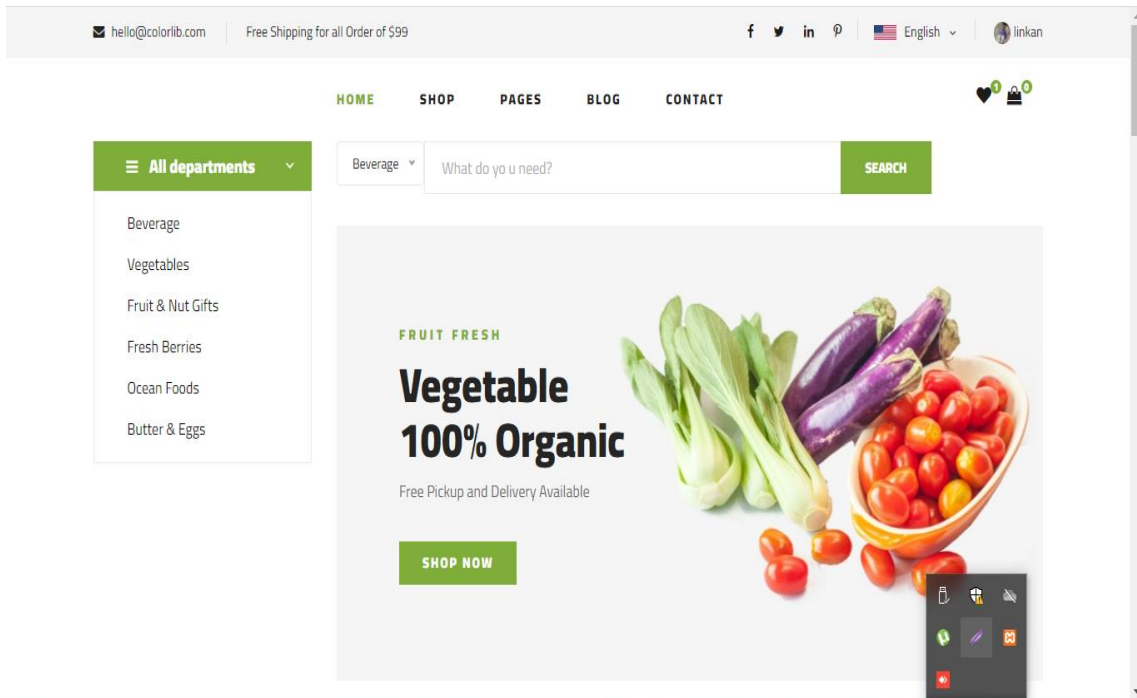 hello@colorlib.com Free Shipping for all Order of $99 English linkan
HOME SHOP PAGES BLOG CONTACT 1 0
All departments Beverage What do yo u need? SEARCH
Beverage
Vegetables
Fruit & Nut Gifts
Fresh Berries
Ocean Foods
Butter & Eggs
FRUIT FRESH
Vegetable
100% Organic
Free Pickup and Delivery Available
SHOP NOW